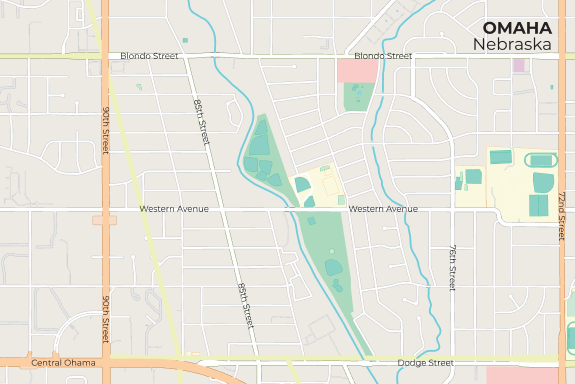 OMAHA
Nebraska
Blondo Street
Blondo Street
90th Street
85th Street
Western Avenue
Western Avenue
72nd Street
76th Street
90th Street
85th Street
Central Ohama
Dodge Street